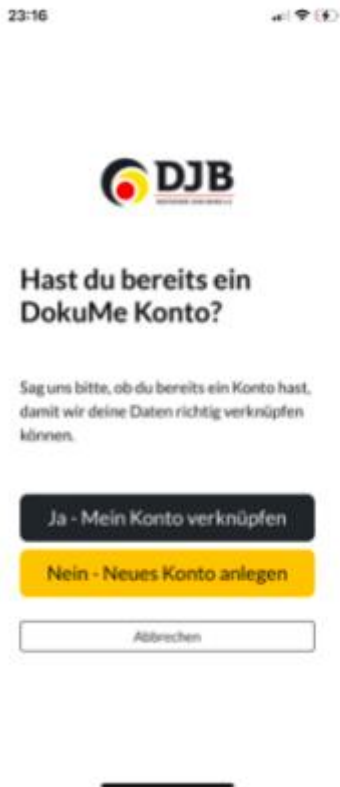 23:16
DJB
Hast du bereits ein
DokuMe Konto?
Sag uns bitte, ob du bereits ein Konto hast,
damit wir deine Daten richtig verknüpfen
können.
Ja - Mein Konto verknüpfen
Nein - Neues Konto anlegen
Abbrechen